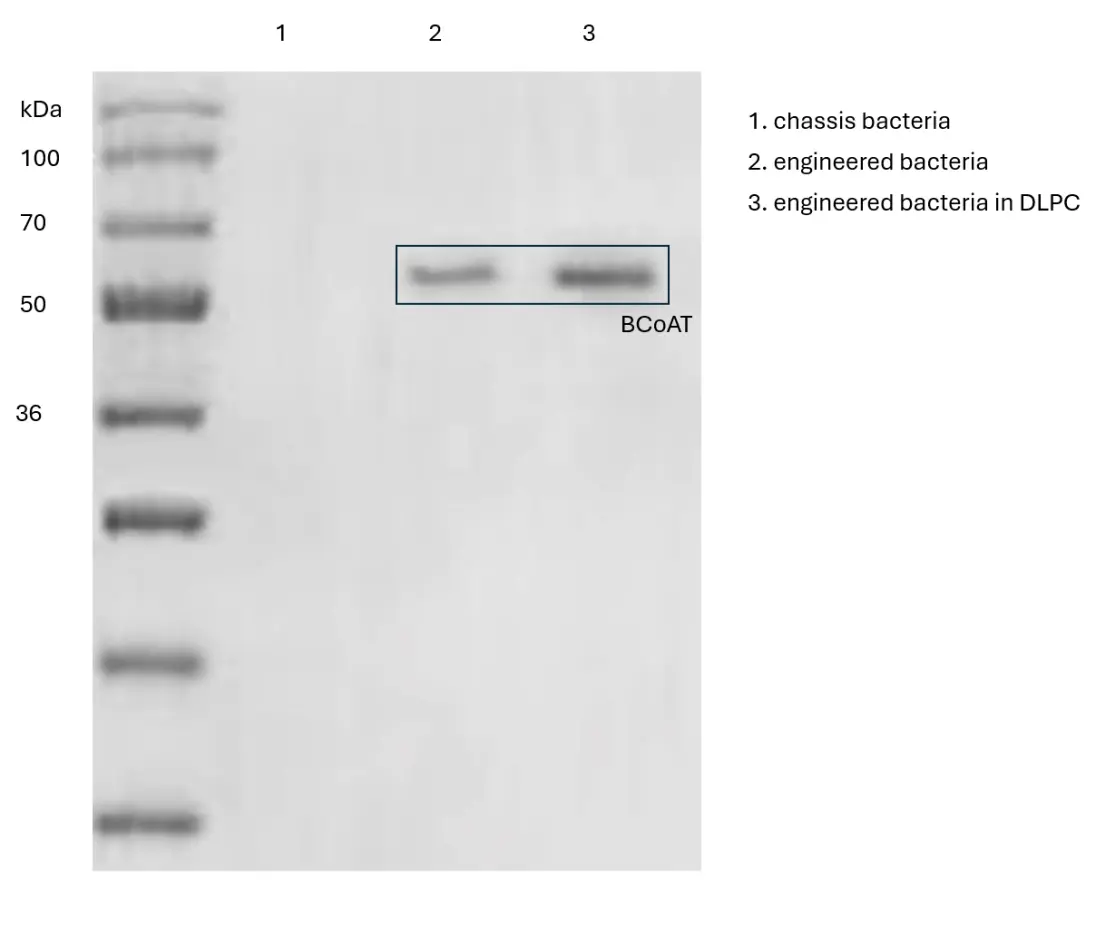 1 2 3
kDa
100
70
50
36
BCoAT
1. chassis bacteria
2. engineered bacteria
3. engineered bacteria in DLPC